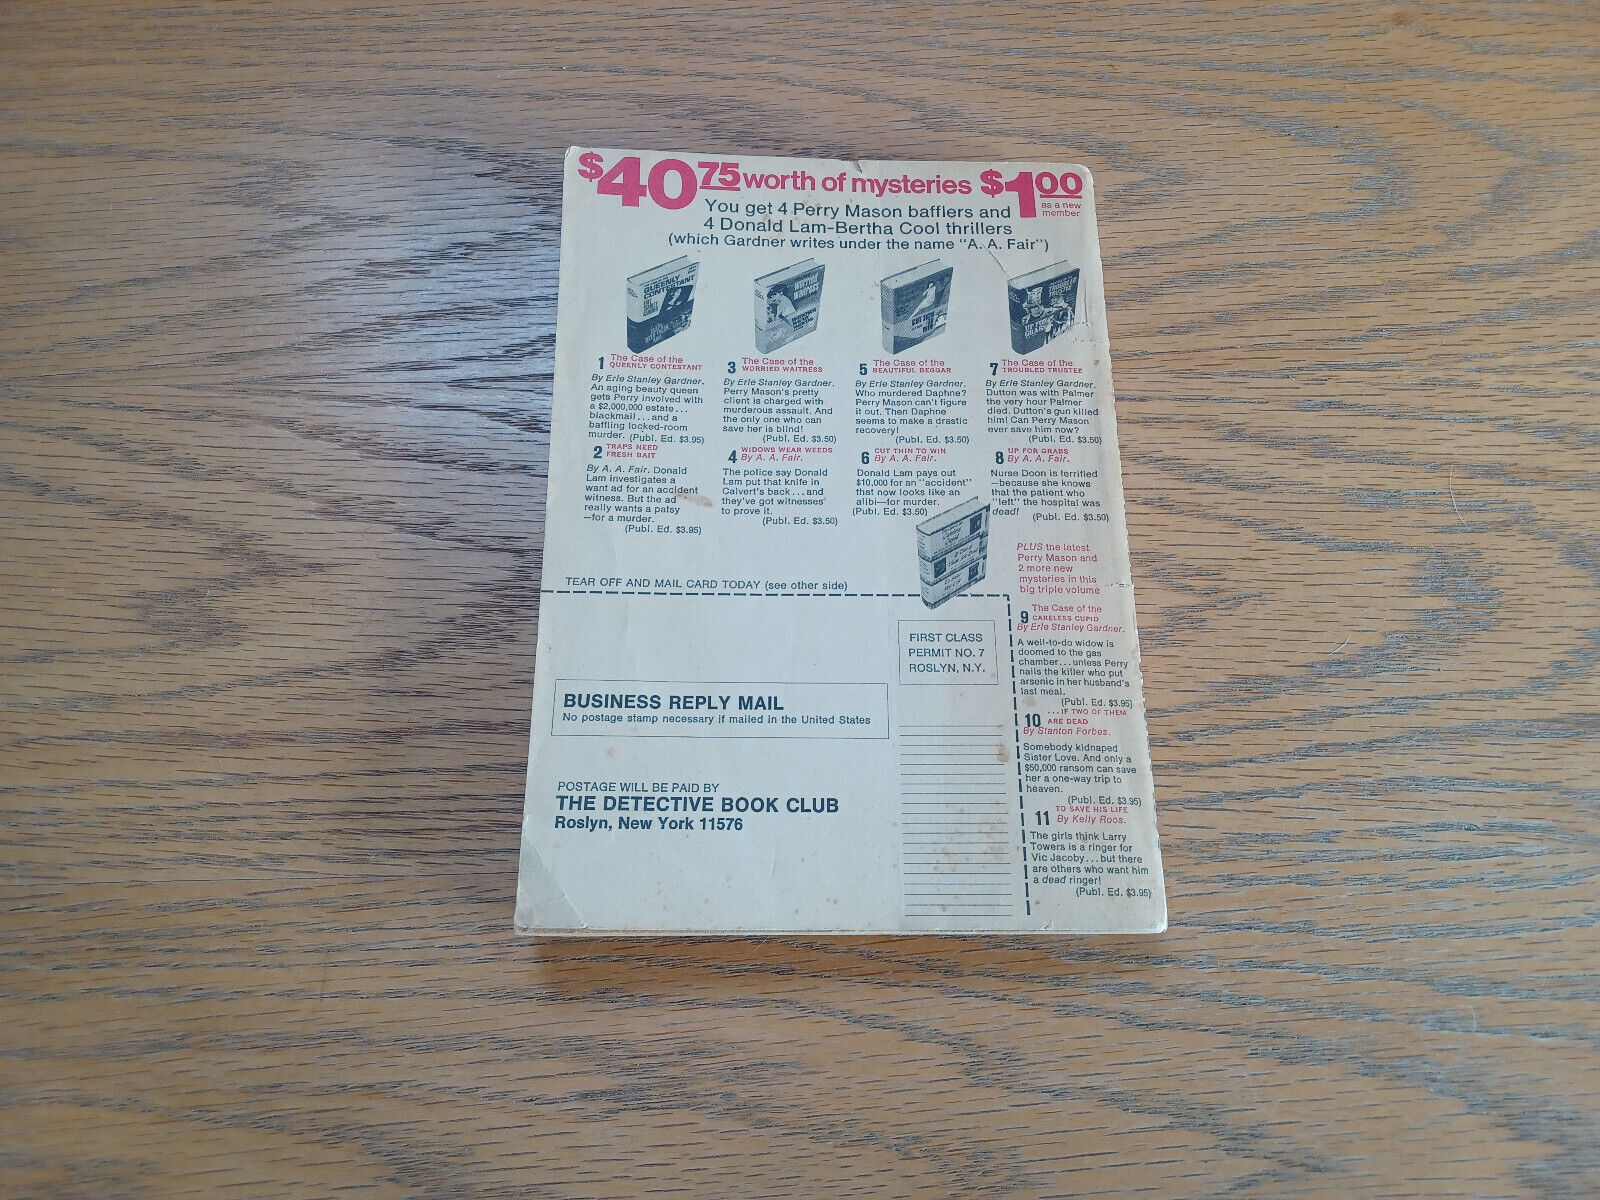 $40.75 worth of mysteries $1.00
as a new
member
You get 4 Perry Mason bafflers and
4 Donald Lam-Bertha Cool thrillers
(which Gardner writes under the name "A. A. Fair")
QUEENLY
CONTESTANT
1 The Case of the
QUEENLY CONTESTANT
By Erle Stanley Gardner.
An aging beauty queen
gets Perry involved with
a $2,000,000 estate...
blackmail...and a
baffling locked-room
murder. (Publ. Ed. $3.95)
2 TRAPS NEED
FRESH BAIT
By A. A. Fair. Donald
Lam investigates a
want ad for an accident
witness. But the ad
really wants a patsy
—for a murder.
(Publ. Ed. $3.95)
3 The Case of the
WORRIED WAITRESS
By Erle Stanley Gardner.
Perry Mason's pretty
client is charged with
murderous assault. And
the only one who can
save her is blind!
(Publ. Ed. $3.50)
4 WIDOWS WEAR WEEDS
By A. A. Fair.
The police say Donald
Lam put that knife in
Calvert's back...and
they've got witnesses
to prove it.
(Publ. Ed. $3.50)
5 The Case of the
BEAUTIFUL BEGGAR
By Erle Stanley Gardner.
Who murdered Daphne?
Perry Mason can't figure
it out. Then Daphne
seems to make a drastic
recovery!
(Publ. Ed. $3.50)
6 CUT THIN TO WIN
By A. A. Fair.
Donald Lam pays out
$10,000 for an "accident"
that now looks like an
alibi—for murder.
(Publ. Ed. $3.50)
7 The Case of the
TROUBLED TRUSTEE
By Erle Stanley Gardner.
Dutton was with Palmer
the very hour Palmer
died. Dutton's gun killed
him! Can Perry Mason
ever save him now?
(Publ. Ed. $3.50)
8 UP FOR GRABS
By A. A. Fair.
Nurse Doon is terrified
—because she knows
that the patient who
"left" the hospital was
dead!
(Publ. Ed. $3.50)
PLUS the latest
Perry Mason and
2 more new
mysteries in this
big triple volume
9 The Case of the
CARELESS CUPID
By Erle Stanley Gardner.
A well-to-do widow is
doomed to the gas
chamber...unless Perry
nails the killer who put
arsenic in her husband's
last meal.
(Publ. Ed. $3.95)
10 ...IF TWO OF THEM
ARE DEAD
By Stanton Forbes.
Somebody kidnaped
Sister Love. And only a
$50,000 ransom can save
her a one-way trip to
heaven.
(Publ. Ed. $3.95)
11 TO SAVE HIS LIFE
By Kelly Roos.
The girls think Larry
Towers is a ringer for
Vic Jacoby...but there
are others who want him
a dead ringer!
(Publ. Ed. $3.95)
TEAR OFF AND MAIL CARD TODAY (see other side)
FIRST CLASS
PERMIT NO. 7
ROSLYN, N.Y.
BUSINESS REPLY MAIL
No postage stamp necessary if mailed in the United States
POSTAGE WILL BE PAID BY
THE DETECTIVE BOOK CLUB
Roslyn, New York 11576